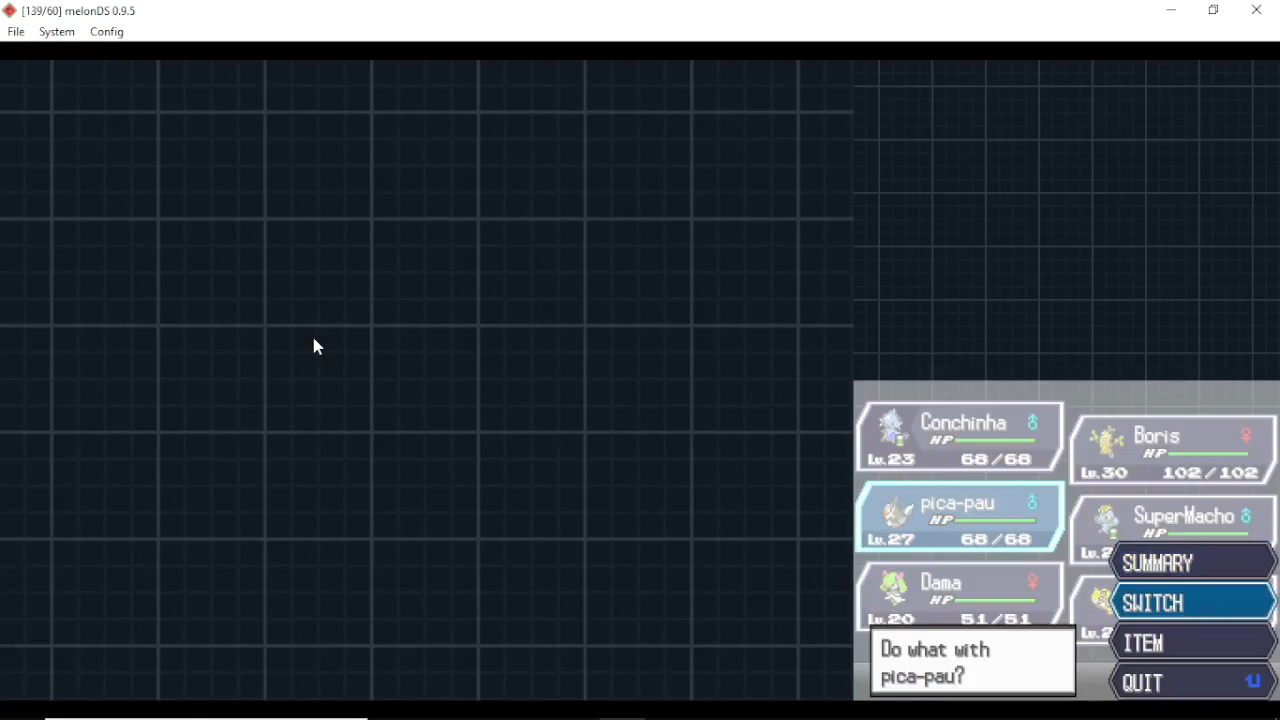 [139/60] melonDS 0.9.5
File System Config
Conchinha ♂
HP
Lv.23 68/68
Boris ♀
HP
Lv.30 102/102
pica-pau ♂
HP
Lv.27 68/68
SuperMacho ♂
HP
Dama ♀
HP
Lv.20 51/51
SUMMARY
SWITCH
ITEM
QUIT
Do what with
pica-pau?